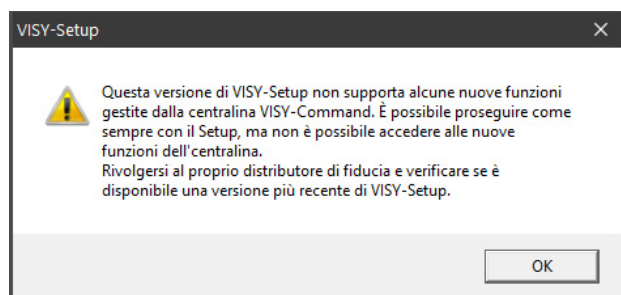 VISY-Setup
Questa versione di VISY-Setup non supporta alcune nuove funzioni
gestite dalla centralina VISY-Command. È possibile proseguire come
sempre con il Setup, ma non è possibile accedere alle nuove
funzioni dell'centralina.
Rivolgersi al proprio distributore di fiducia e verificare se è
disponibile una versione più recente di VISY-Setup.
OK